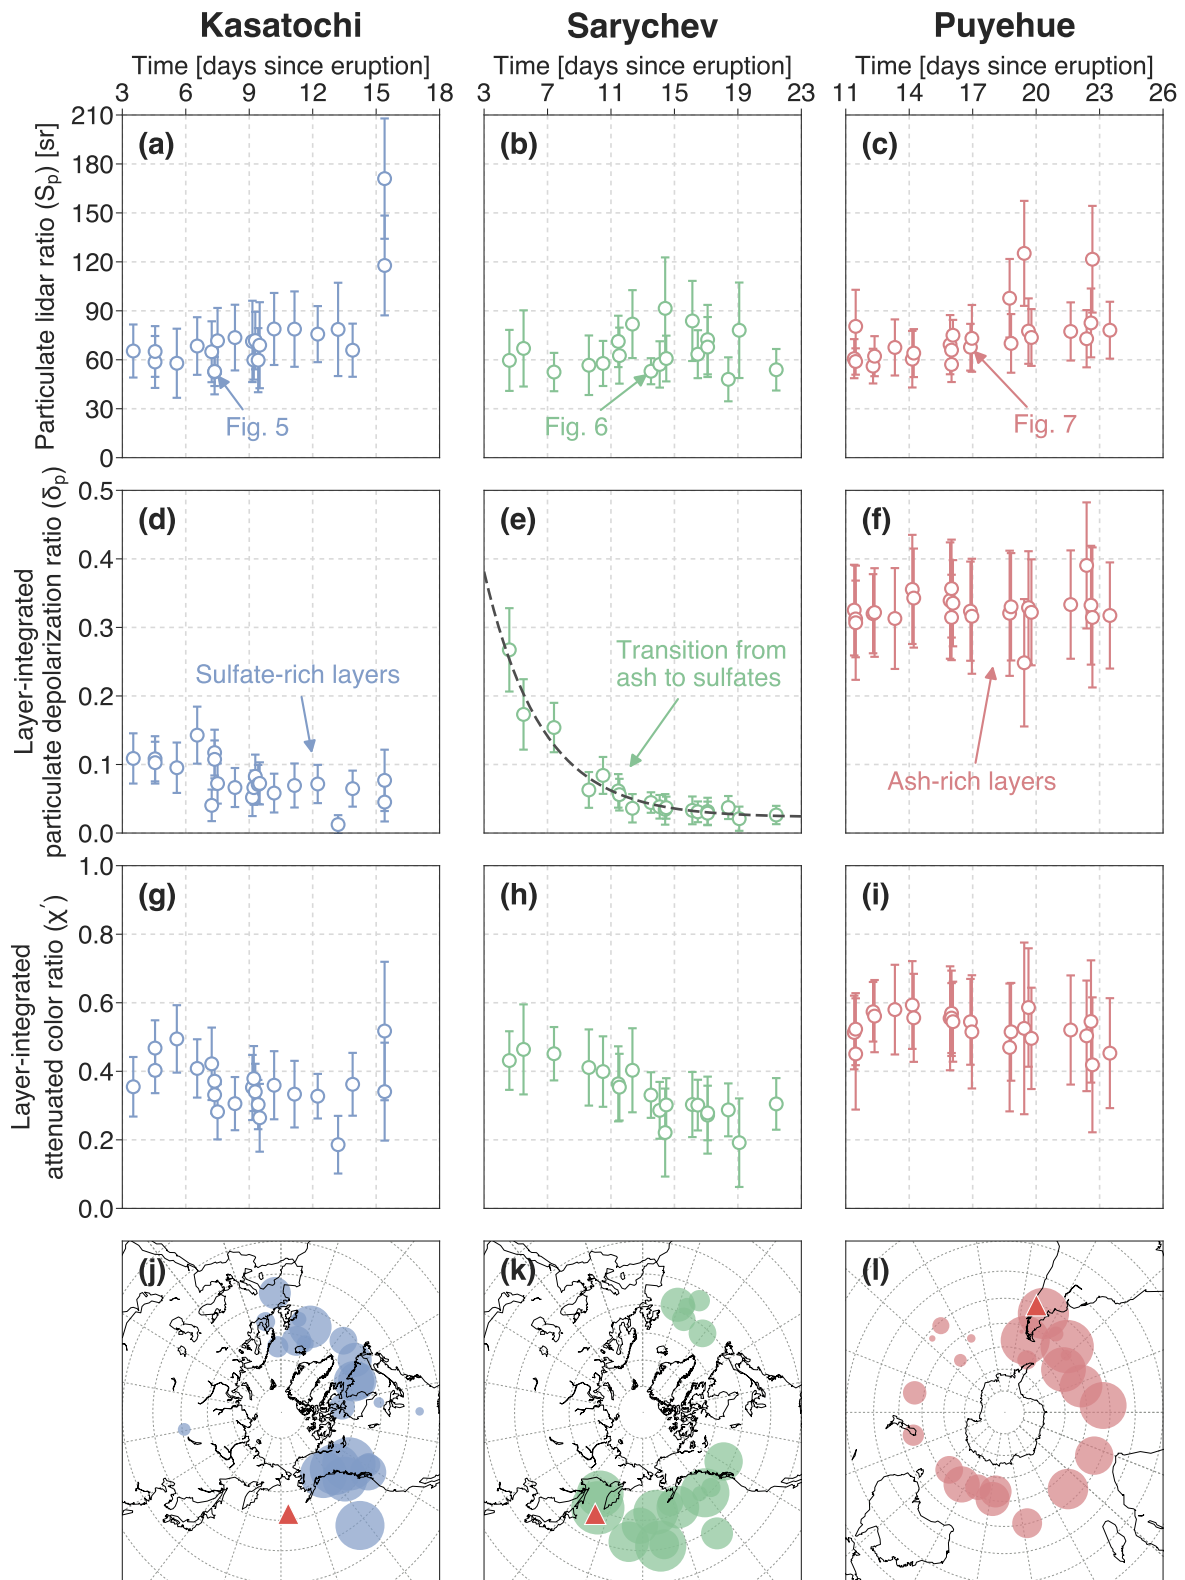 Kasatochi Sarychev Puyehue
Time [days since eruption] Time [days since eruption] Time [days since eruption]
3 6 9 12 15 18 3 7 11 15 19 23 11 14 17 20 23 26
Particulate lidar ratio (Sp) [sr]
210
180
150
120
90
60
30
0
(a) (b) (c)
Fig. 5 Fig. 6 Fig. 7
Layer-integrated
particulate depolarization ratio (δp)
0.5
0.4
0.3
0.2
0.1
0.0
(d) (e) (f)
Sulfate-rich layers
Transition from
ash to sulfates
Ash-rich layers
Layer-integrated
attenuated color ratio (χ′)
1.0
0.8
0.6
0.4
0.2
0.0
(g) (h) (i)
(j) (k) (l)